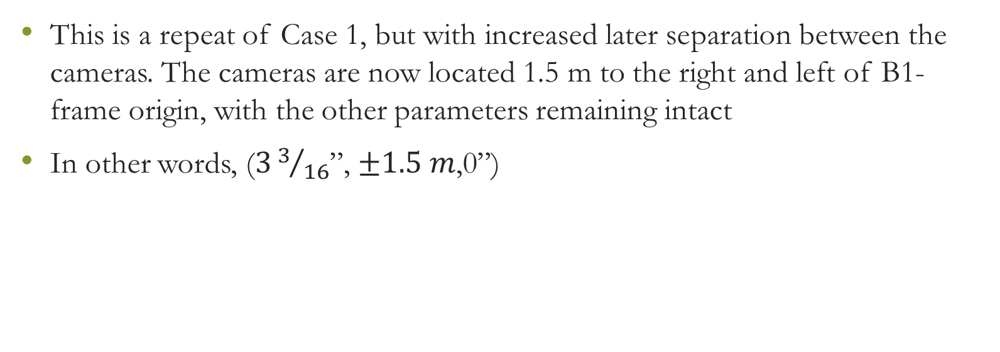 • This is a repeat of Case 1, but with increased later separation between the
cameras. The cameras are now located 1.5 m to the right and left of B1-
frame origin, with the other parameters remaining intact
• In other words, (3 3/16”, ±1.5 m,0”)